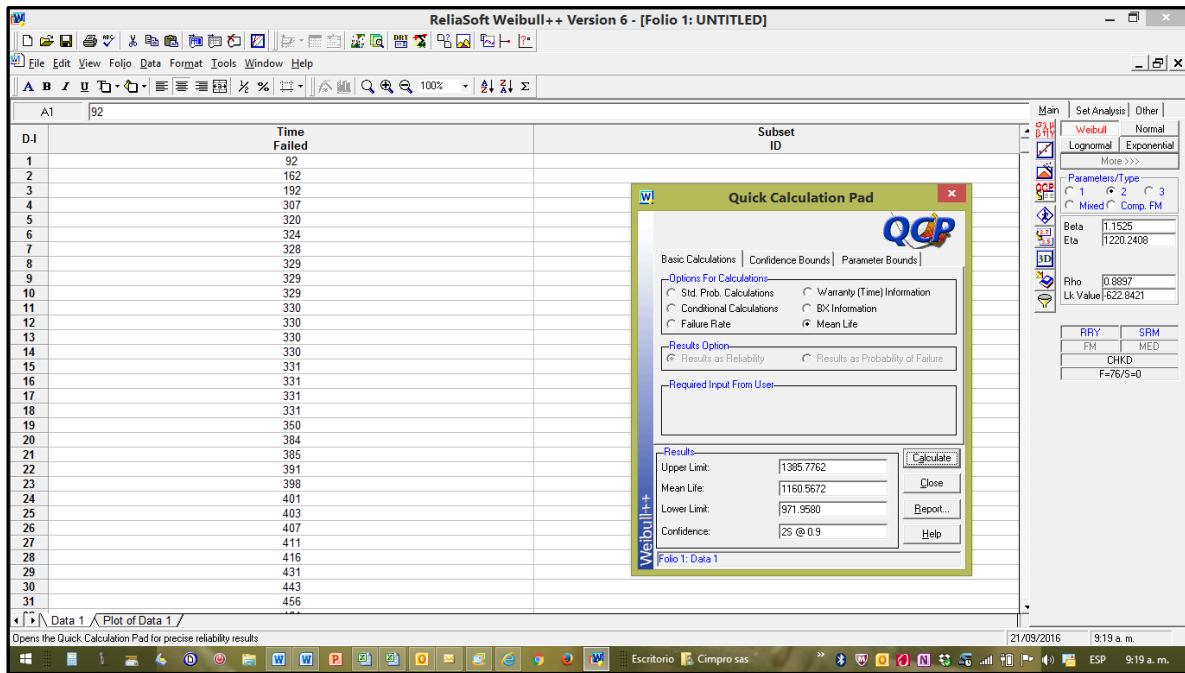 ReliaSoft Weibull++ Version 6 - [Folio 1: UNTITLED]
File Edit View Folio Data Format Tools Window Help
A B I U % 100% Σ
A1 92
Main Set Analysis Other
D-I Time Failed Subset ID
1 92
2 162
3 192
4 307
5 320
6 324
7 328
8 329
9 329
10 329
11 330
12 330
13 330
14 330
15 331
16 331
17 331
18 331
19 350
20 384
21 385
22 391
23 398
24 401
25 403
26 407
27 411
28 416
29 431
30 443
31 456
Quick Calculation Pad
QCP
Basic Calculations Confidence Bounds Parameter Bounds
Options For Calculations
Std. Prob. Calculations Warranty (Time) Information
Conditional Calculations BX Information
Failure Rate Mean Life
Results Option
Results as Reliability Results as Probability of Failure
Required Input From User
Results
Upper Limit: 1385.7762 Calculate
Mean Life: 1160.5672 Close
Lower Limit: 971.9580 Report...
Confidence: 2S @ 0.9 Help
Weibull++
Folio 1: Data 1
Weibull Normal
Lognormal Exponential
More >>>
Parameters/Type
1 2 3
Mixed Comp. FM
Beta 1.1525
Eta 1220.2408
Rho 0.8897
Lk Value -622.8421
3D
RRY SRM
FM MED
CHKD
F=76/S=0
Data 1 Plot of Data 1
Opens the Quick Calculation Pad for precise reliability results 21/09/2016 9:19 a. m.
Escritorio Cimpro sas » ESP 9:19 a. m.